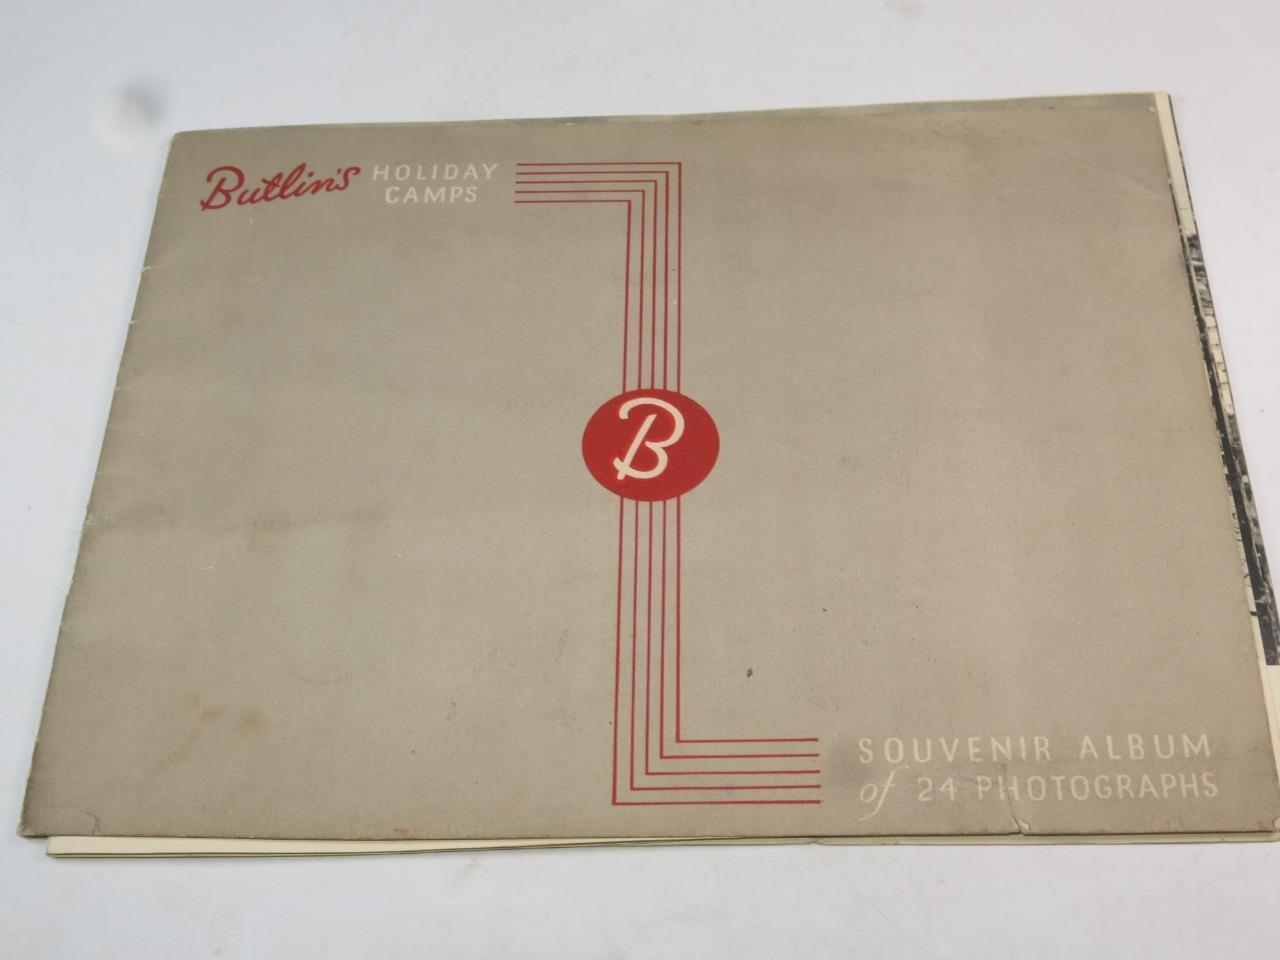 Butlin's HOLIDAY
CAMPS
B
SOUVENIR ALBUM
of 24 PHOTOGRAPHS